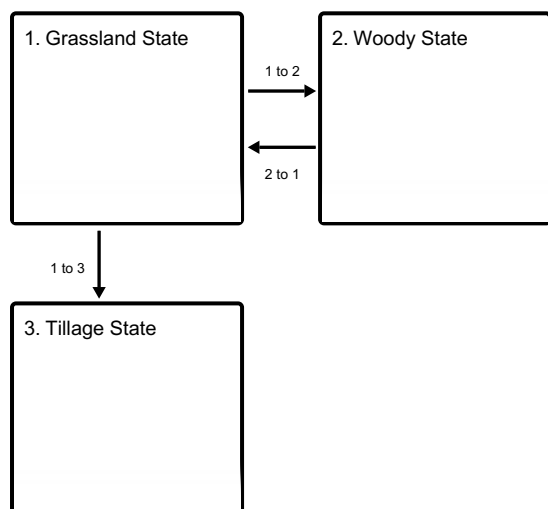 1. Grassland State
2. Woody State
1 to 2
2 to 1
1 to 3
3. Tillage State